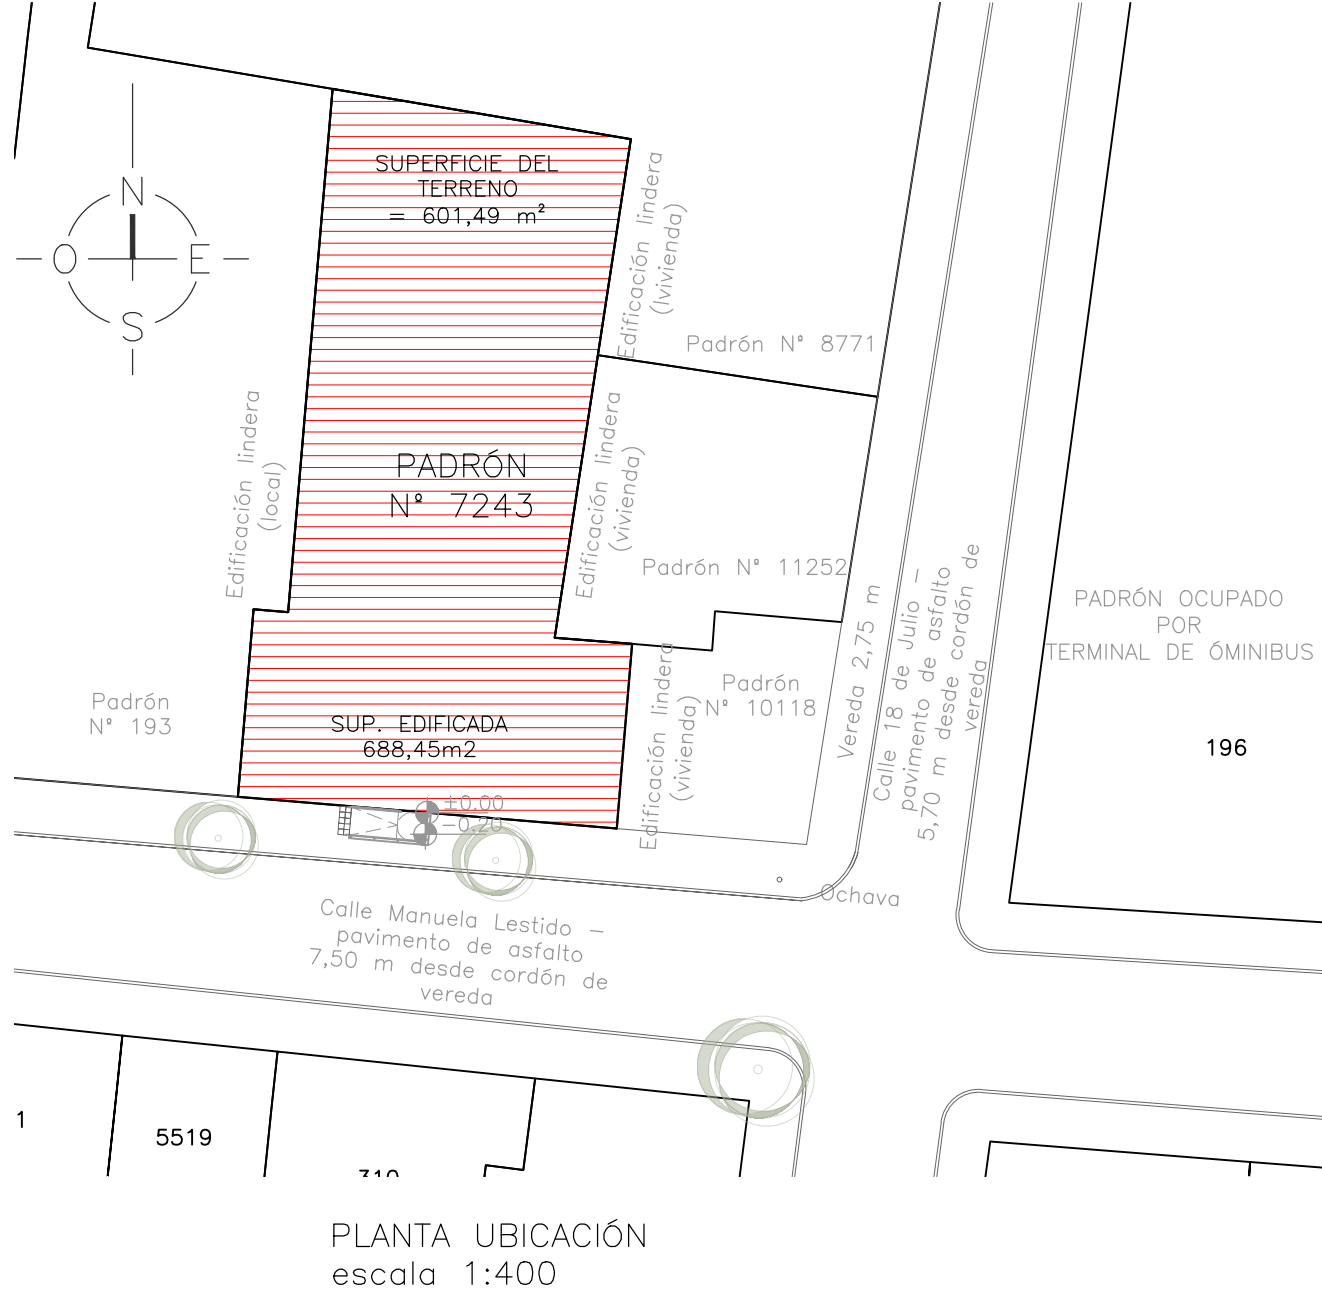 SUPERFICIE DEL
TERRENO
= 601,49 m²
N
O
E
S
Edificación lindera
(lvivienda)
Padrón N° 8771
Edificación lindera
(local)
PADRÓN
N° 7243
Edificación lindera
(vivienda)
Padrón N° 11252
Vereda 2,75 m
Calle 18 de Julio –
pavimento de asfalto
5,70 m desde cordón de
vereda
PADRÓN OCUPADO
POR
TERMINAL DE ÓMINIBUS
196
Padrón
N° 193
SUP. EDIFICADA
688,45m2
Edificación lindera
(vivienda)
Padrón
N° 10118
±0.00
−0.20
Ochava
Calle Manuela Lestido –
pavimento de asfalto
7,50 m desde cordón de
vereda
1
5519
310
PLANTA UBICACIÓN
escala 1:400